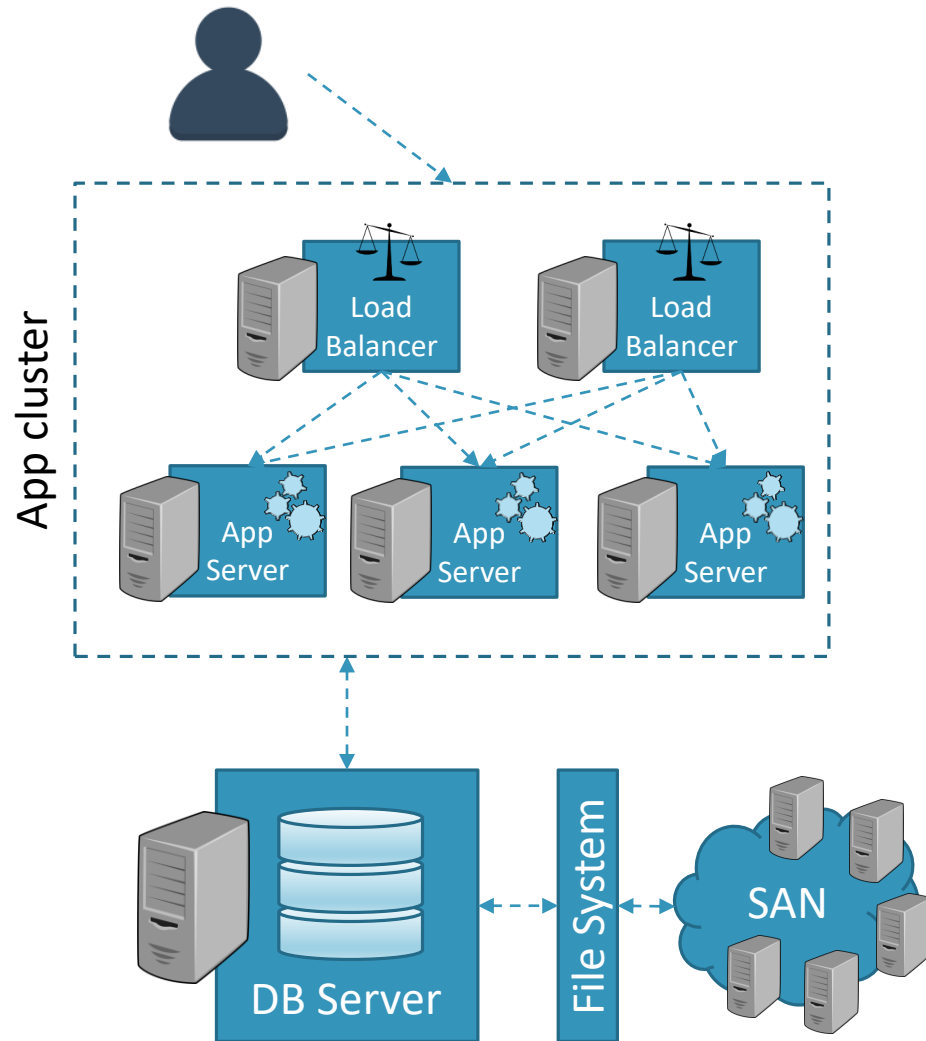 App cluster
Load
Balancer
Load
Balancer
App
Server
App
Server
App
Server
DB Server
File System
SAN